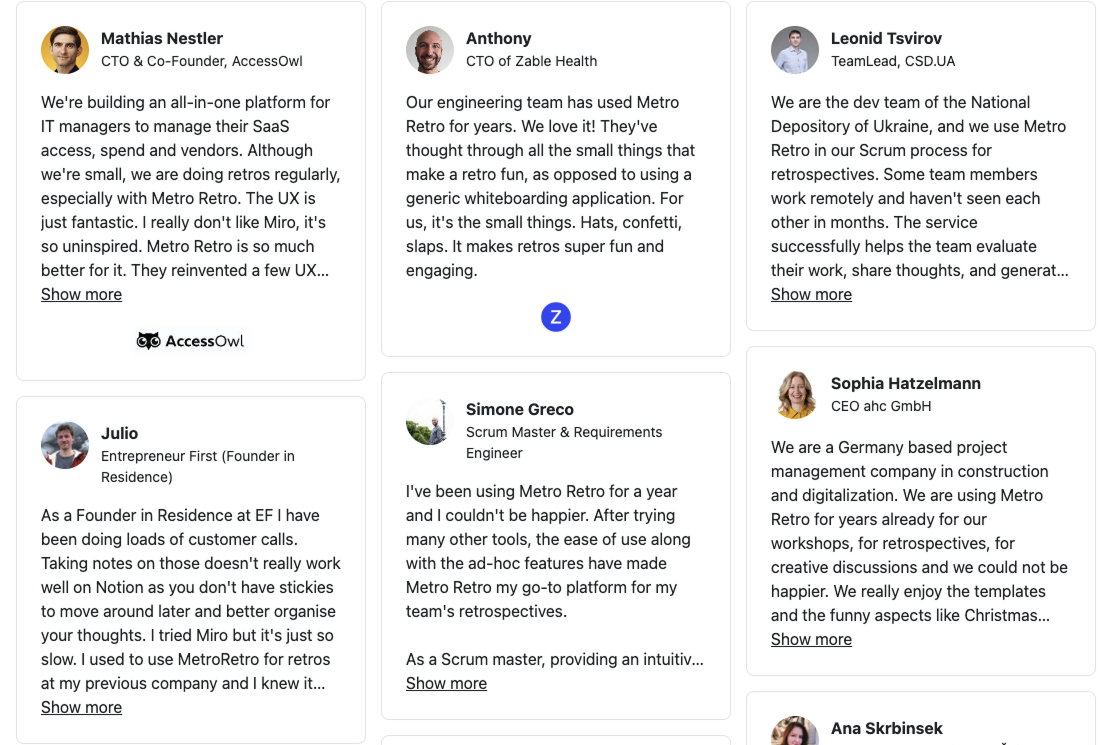 Mathias Nestler
CTO & Co-Founder, AccessOwl
We're building an all-in-one platform for
IT managers to manage their SaaS
access, spend and vendors. Although
we're small, we are doing retros regularly,
especially with Metro Retro. The UX is
just fantastic. I really don't like Miro, it's
so uninspired. Metro Retro is so much
better for it. They reinvented a few UX...
Show more
AccessOwl
Julio
Entrepreneur First (Founder in
Residence)
As a Founder in Residence at EF I have
been doing loads of customer calls.
Taking notes on those doesn't really work
well on Notion as you don't have stickies
to move around later and better organise
your thoughts. I tried Miro but it's just so
slow. I used to use MetroRetro for retros
at my previous company and I knew it...
Show more
Anthony
CTO of Zable Health
Our engineering team has used Metro
Retro for years. We love it! They've
thought through all the small things that
make a retro fun, as opposed to using a
generic whiteboarding application. For
us, it's the small things. Hats, confetti,
slaps. It makes retros super fun and
engaging.
Z
Simone Greco
Scrum Master & Requirements
Engineer
I've been using Metro Retro for a year
and I couldn't be happier. After trying
many other tools, the ease of use along
with the ad-hoc features have made
Metro Retro my go-to platform for my
team's retrospectives.
As a Scrum master, providing an intuitiv...
Show more
Leonid Tsvirov
TeamLead, CSD.UA
We are the dev team of the National
Depository of Ukraine, and we use Metro
Retro in our Scrum process for
retrospectives. Some team members
work remotely and haven't seen each
other in months. The service
successfully helps the team evaluate
their work, share thoughts, and generat...
Show more
Sophia Hatzelmann
CEO ahc GmbH
We are a Germany based project
management company in construction
and digitalization. We are using Metro
Retro for years already for our
workshops, for retrospectives, for
creative discussions and we could not be
happier. We really enjoy the templates
and the funny aspects like Christmas...
Show more
Ana Skrbinsek